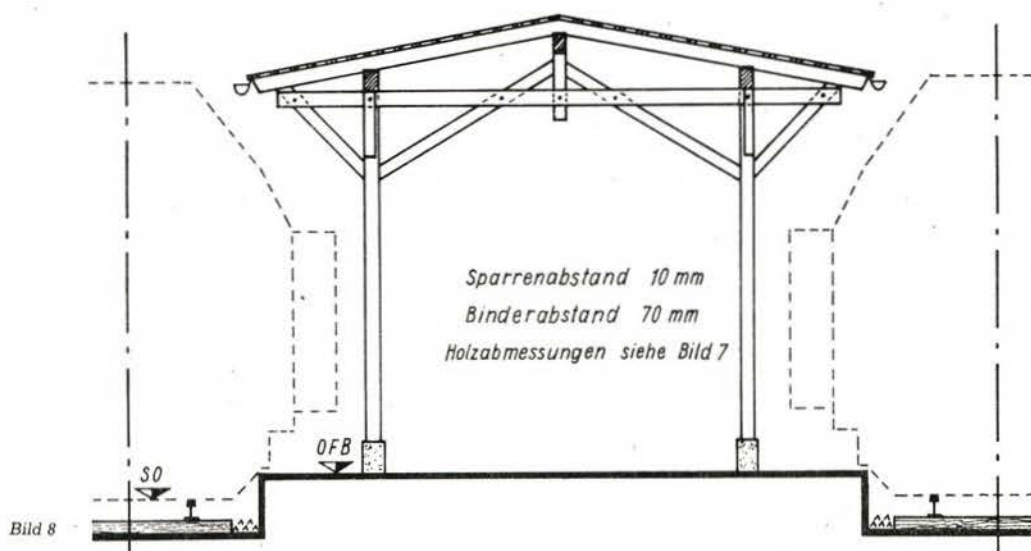 Sparrenabstand 10 mm
Binderabstand 70 mm
Holzabmessungen siehe Bild 7
OFB
SO
Bild 8